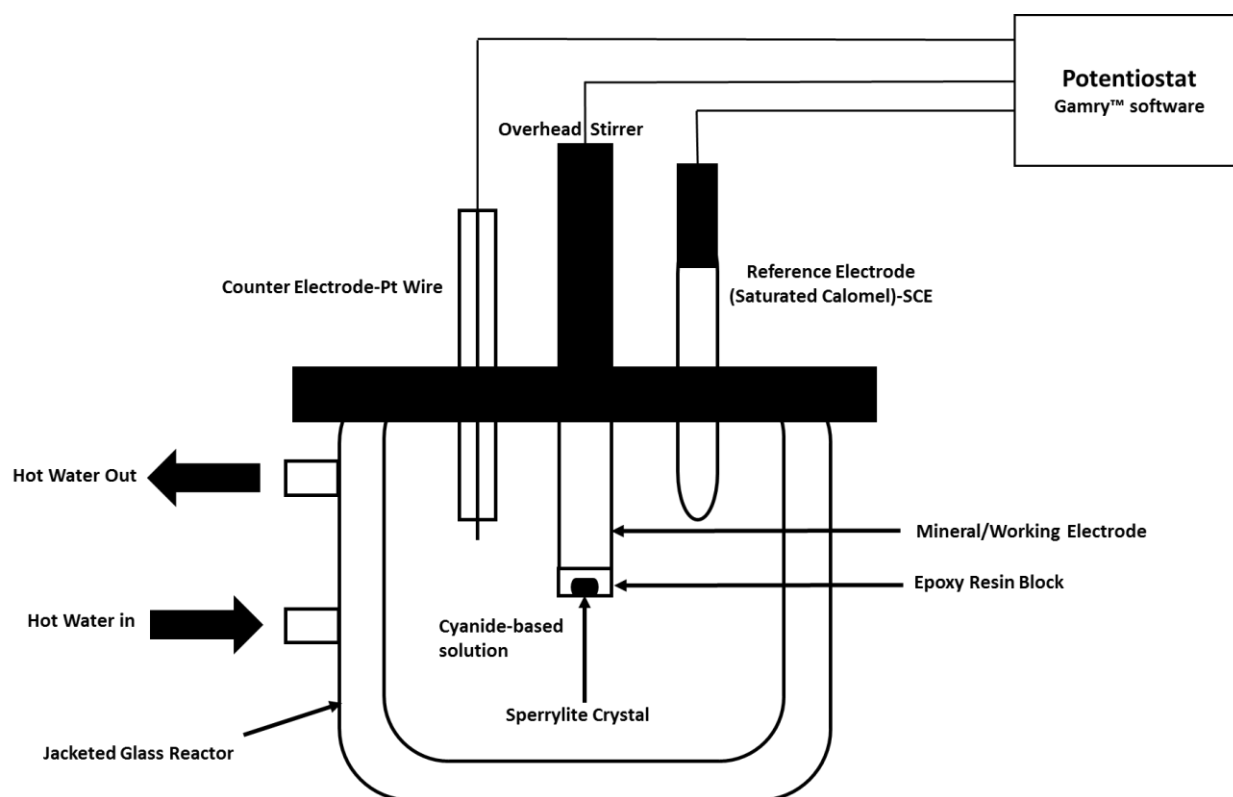 Potentiostat
Gamry™ software
Overhead Stirrer
Counter Electrode-Pt Wire
Reference Electrode
(Saturated Calomel)-SCE
Hot Water Out
Mineral/Working Electrode
Epoxy Resin Block
Hot Water in
Cyanide-based
solution
Sperrylite Crystal
Jacketed Glass Reactor